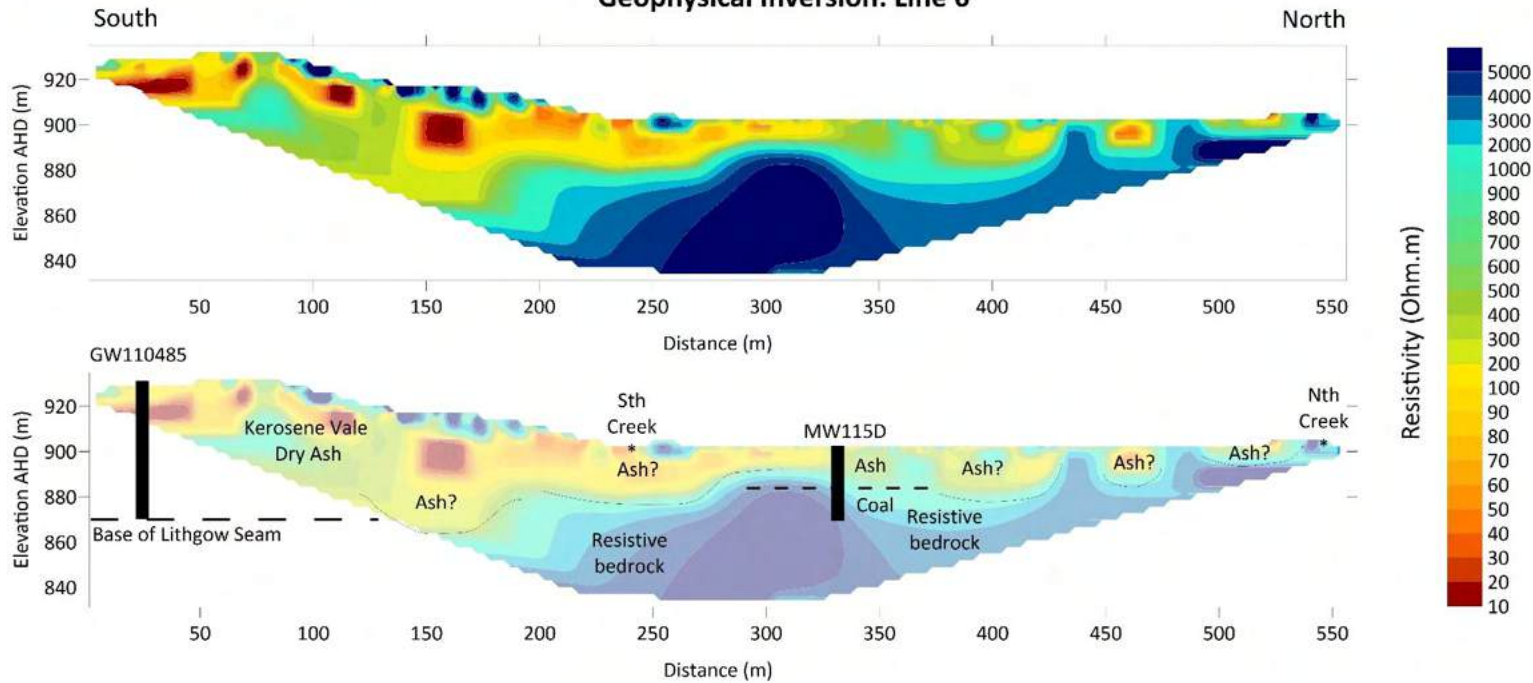 Geophysical Inversion: Line 6
South
North
Elevation AHD (m)
920
900
880
860
840
50 100 150 200 250 300 350 400 450 500 550
Distance (m)
GW110485
Elevation AHD (m)
920
900
880
860
840
Kerosene Vale
Dry Ash
Ash?
Base of Lithgow Seam
Sth
Creek
*
Ash?
Resistive
bedrock
MW115D
Ash
Coal
Ash?
Resistive
bedrock
Ash?
Ash?
Nth
Creek
*
50 100 150 200 250 300 350 400 450 500 550
Distance (m)
Resistivity (Ohm.m)
5000
4000
3000
2000
1000
900
800
700
600
500
400
300
200
100
90
80
70
60
50
40
30
20
10